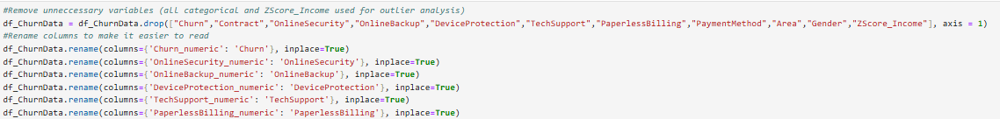 #Remove unneccessary variables (all categorical and ZScore_Income used for outlier analysis)
df_ChurnData = df_ChurnData.drop(["Churn","Contract","OnlineSecurity","OnlineBackup","DeviceProtection","TechSupport","PaperlessBilling","PaymentMethod","Area","Gender","ZScore_Income"], axis = 1)
#Rename columns to make it easier to read
df_ChurnData.rename(columns={'Churn_numeric': 'Churn'}, inplace=True)
df_ChurnData.rename(columns={'OnlineSecurity_numeric': 'OnlineSecurity'}, inplace=True)
df_ChurnData.rename(columns={'OnlineBackup_numeric': 'OnlineBackup'}, inplace=True)
df_ChurnData.rename(columns={'DeviceProtection_numeric': 'DeviceProtection'}, inplace=True)
df_ChurnData.rename(columns={'TechSupport_numeric': 'TechSupport'}, inplace=True)
df_ChurnData.rename(columns={'PaperlessBilling_numeric': 'PaperlessBilling'}, inplace=True)